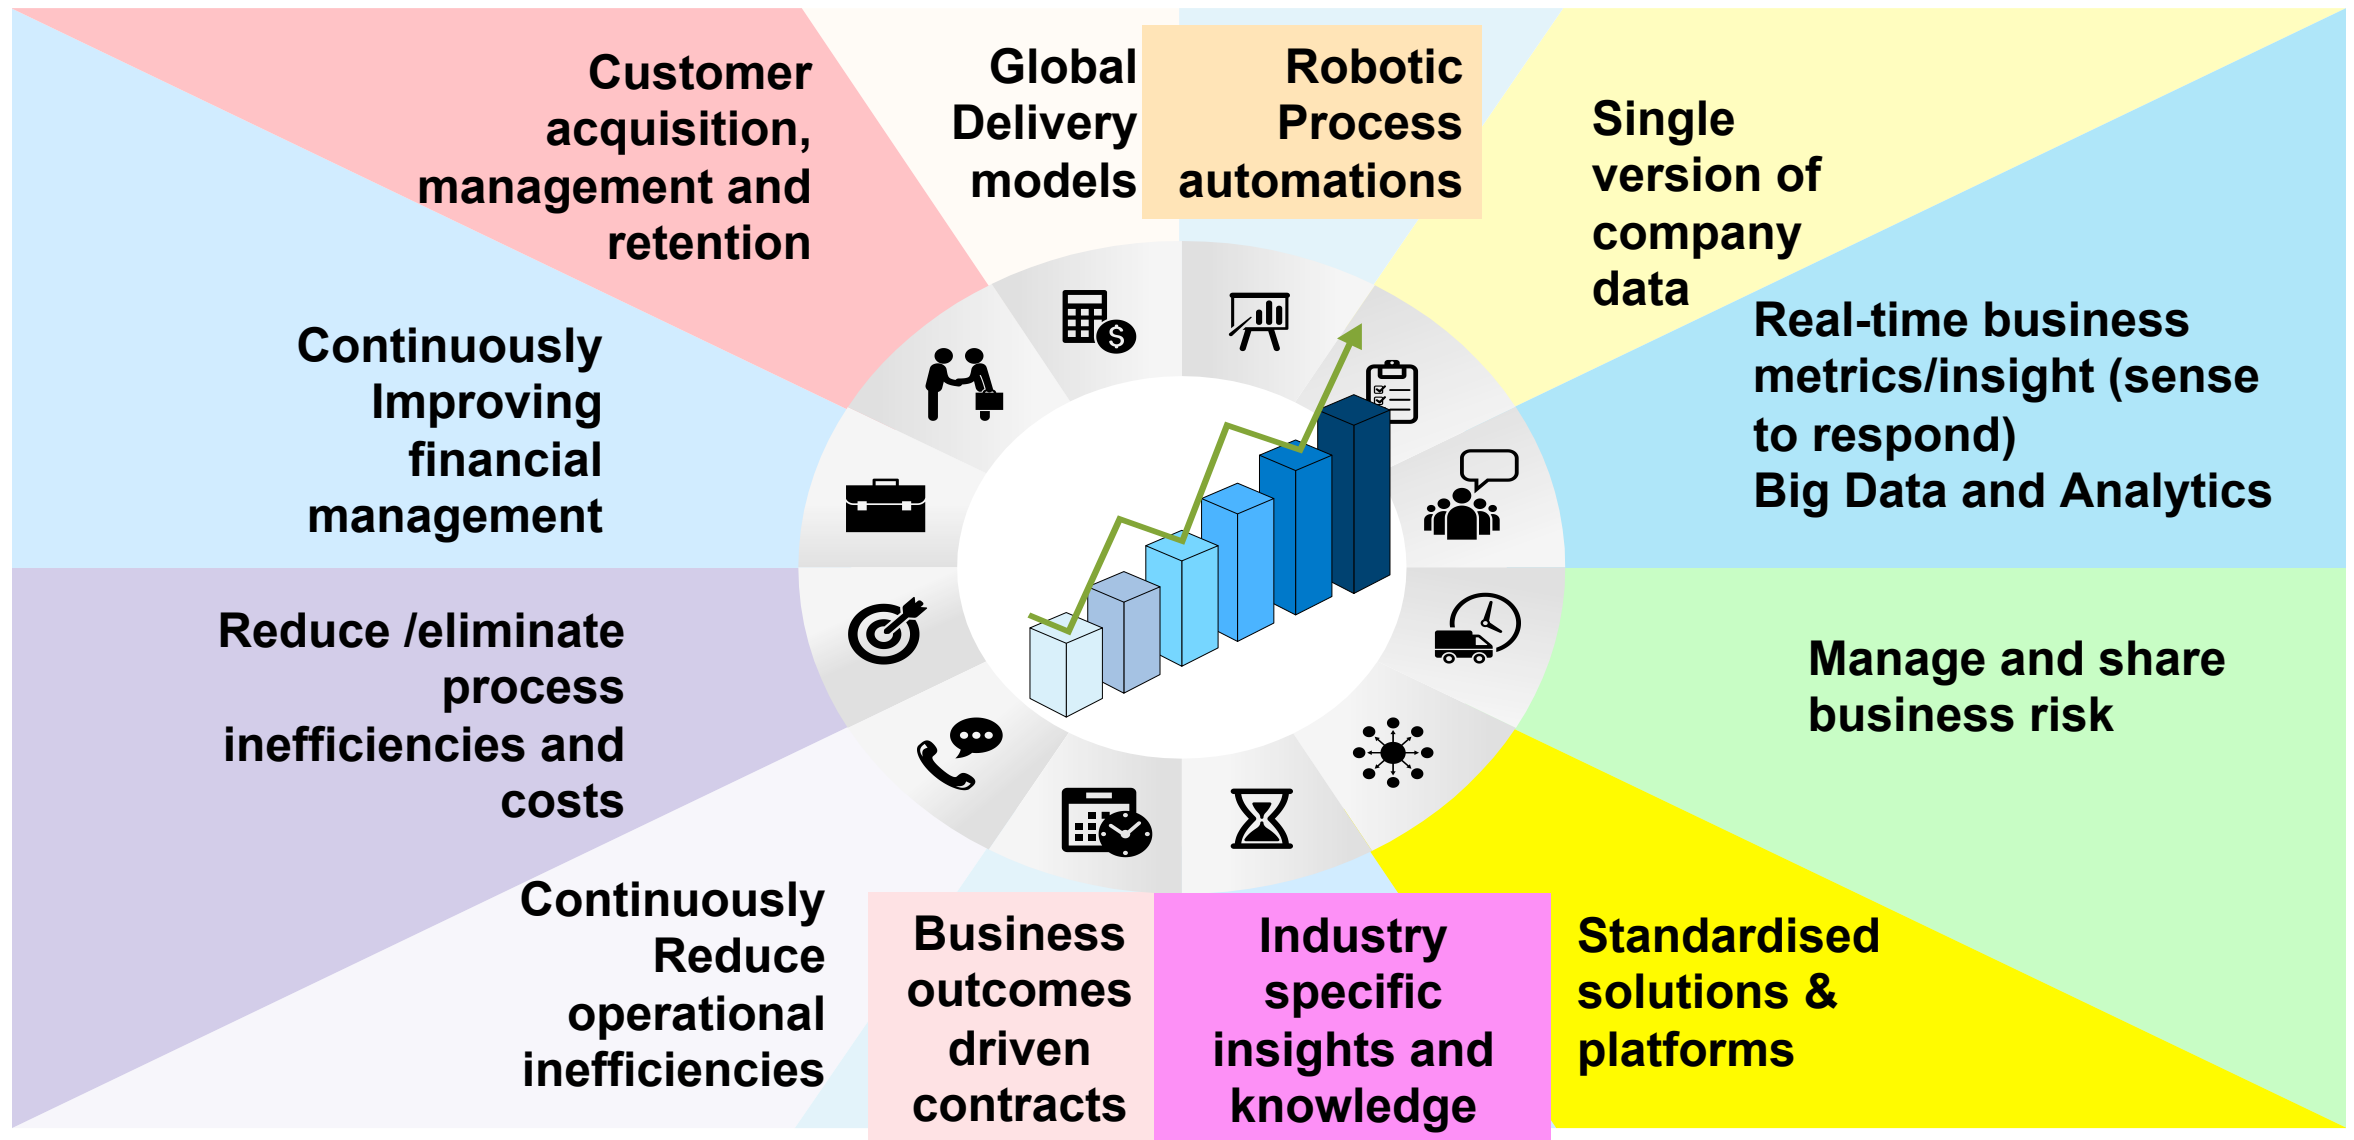 Customer
acquisition,
management and
retention
Global
Delivery
models
Robotic
Process
automations
Single
version of
company
data
Real-time business
metrics/insight (sense
to respond)
Big Data and Analytics
Continuously
Improving
financial
management
Reduce /eliminate
process
inefficiencies and
costs
Manage and share
business risk
Continuously
Reduce
operational
inefficiencies
Business
outcomes
driven
contracts
Industry
specific
insights and
knowledge
Standardised
solutions &
platforms
$